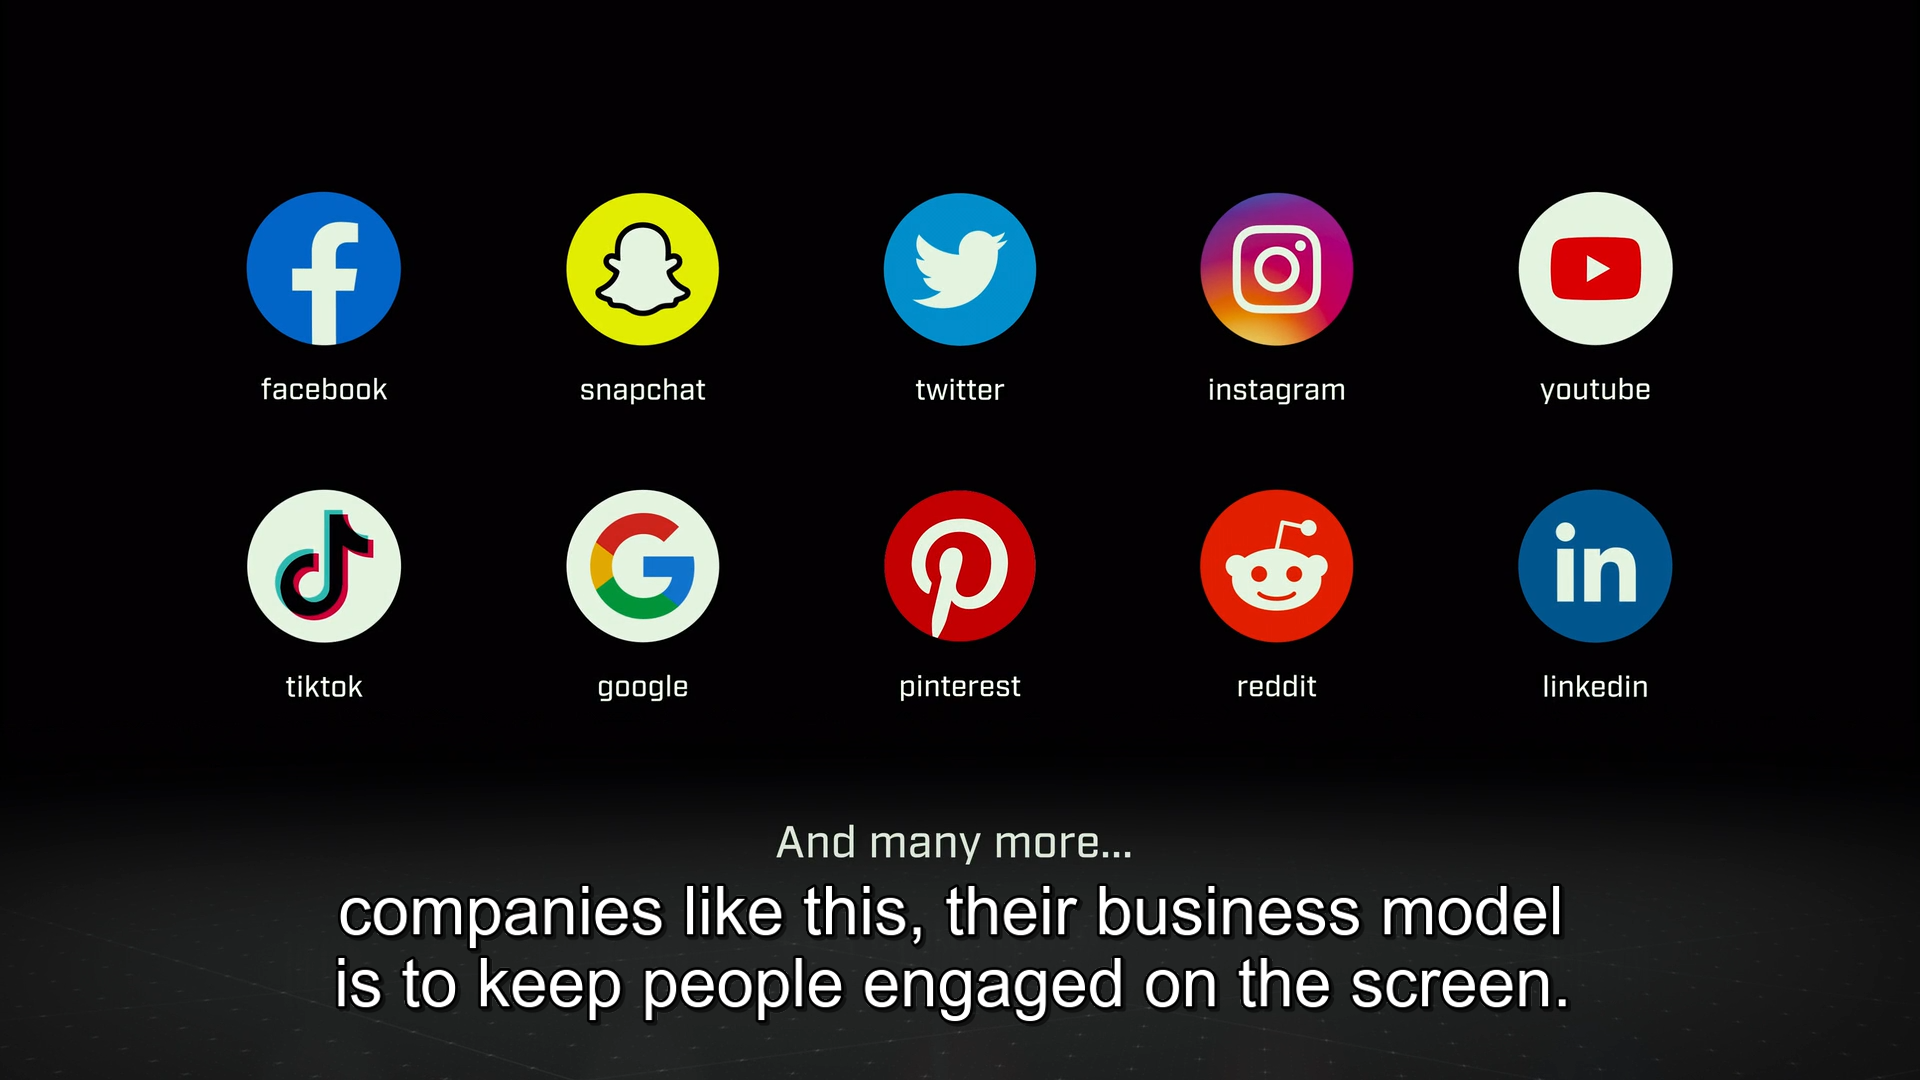 facebook snapchat twitter instagram youtube
tiktok google pinterest reddit linkedin
And many more...
companies like this, their business model
is to keep people engaged on the screen.